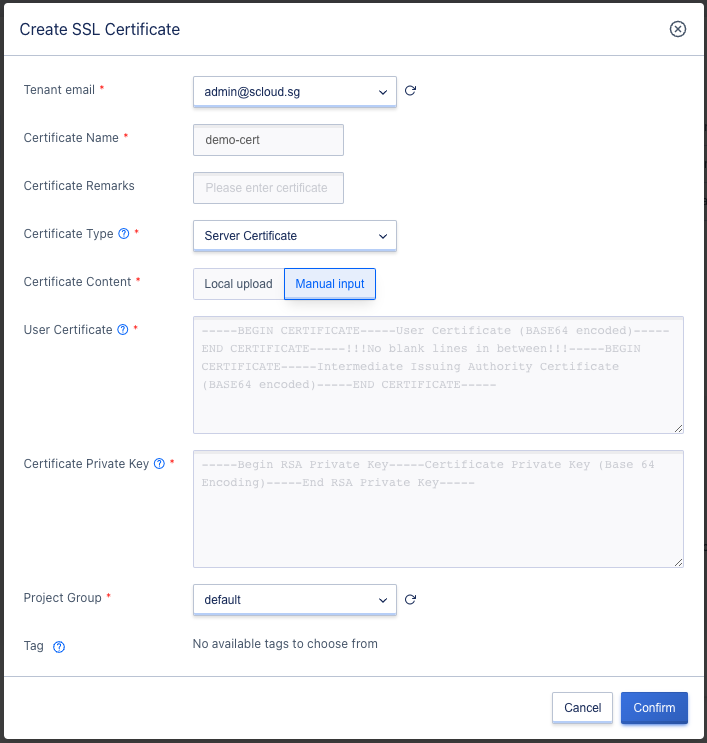 Create SSL Certificate
Tenant email *
admin@scloud.sg
Certificate Name *
demo-cert
Certificate Remarks
Please enter certificate
Certificate Type *
Server Certificate
Certificate Content *
Local upload
Manual input
User Certificate *
-----BEGIN CERTIFICATE-----User Certificate (BASE64 encoded)-----
END CERTIFICATE-----!!!No blank lines in between!!!-----BEGIN
CERTIFICATE-----Intermediate Issuing Authority Certificate
(BASE64 encoded)-----END CERTIFICATE-----
Certificate Private Key *
-----Begin RSA Private Key-----Certificate Private Key (Base 64
Encoding)-----End RSA Private Key-----
Project Group *
default
Tag
No available tags to choose from
Cancel
Confirm